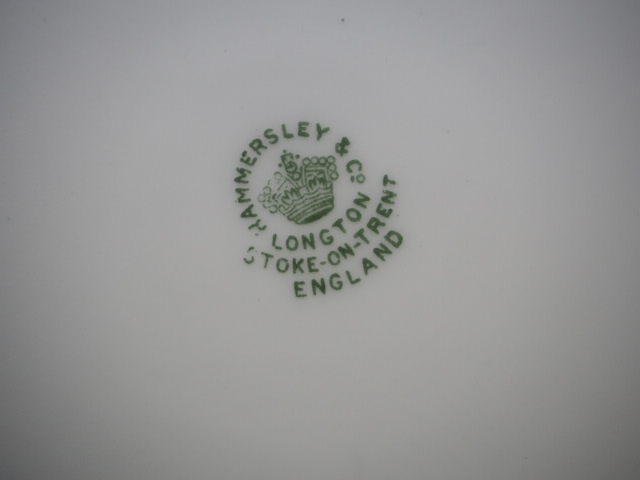 HAMMERSLEY & Co
LONGTON
STOKE-ON-TRENT
ENGLAND